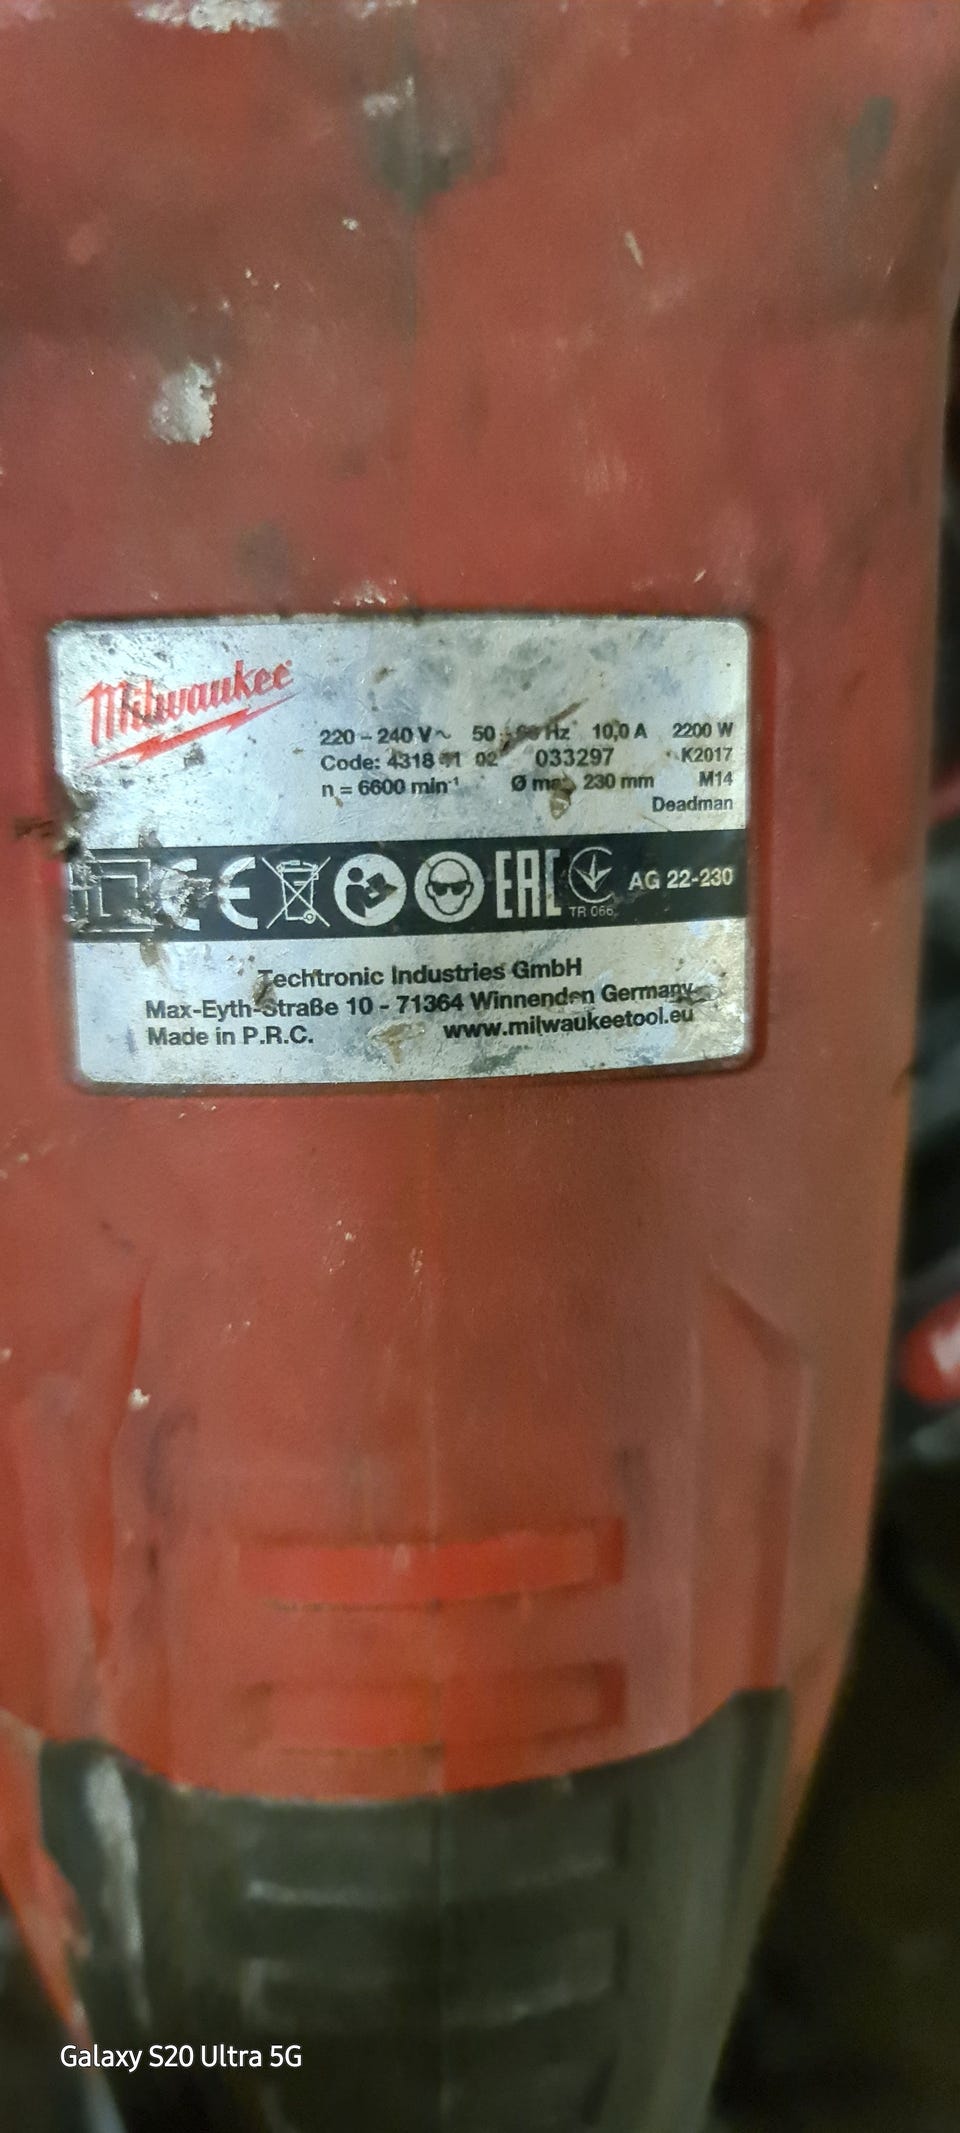 Milwaukee
220 – 240 V~ 50 Hz 10,0 A 2200 W
Code: 4318 02 033297 K2017
n = 6600 min⁻¹ Ø 230 mm M14
Deadman
CE EAC TR 066 AG 22-230
Techtronic Industries GmbH
Max-Eyth-Straße 10 - 71364 Winnenden Germany
Made in P.R.C. www.milwaukeetool.eu
Galaxy S20 Ultra 5G